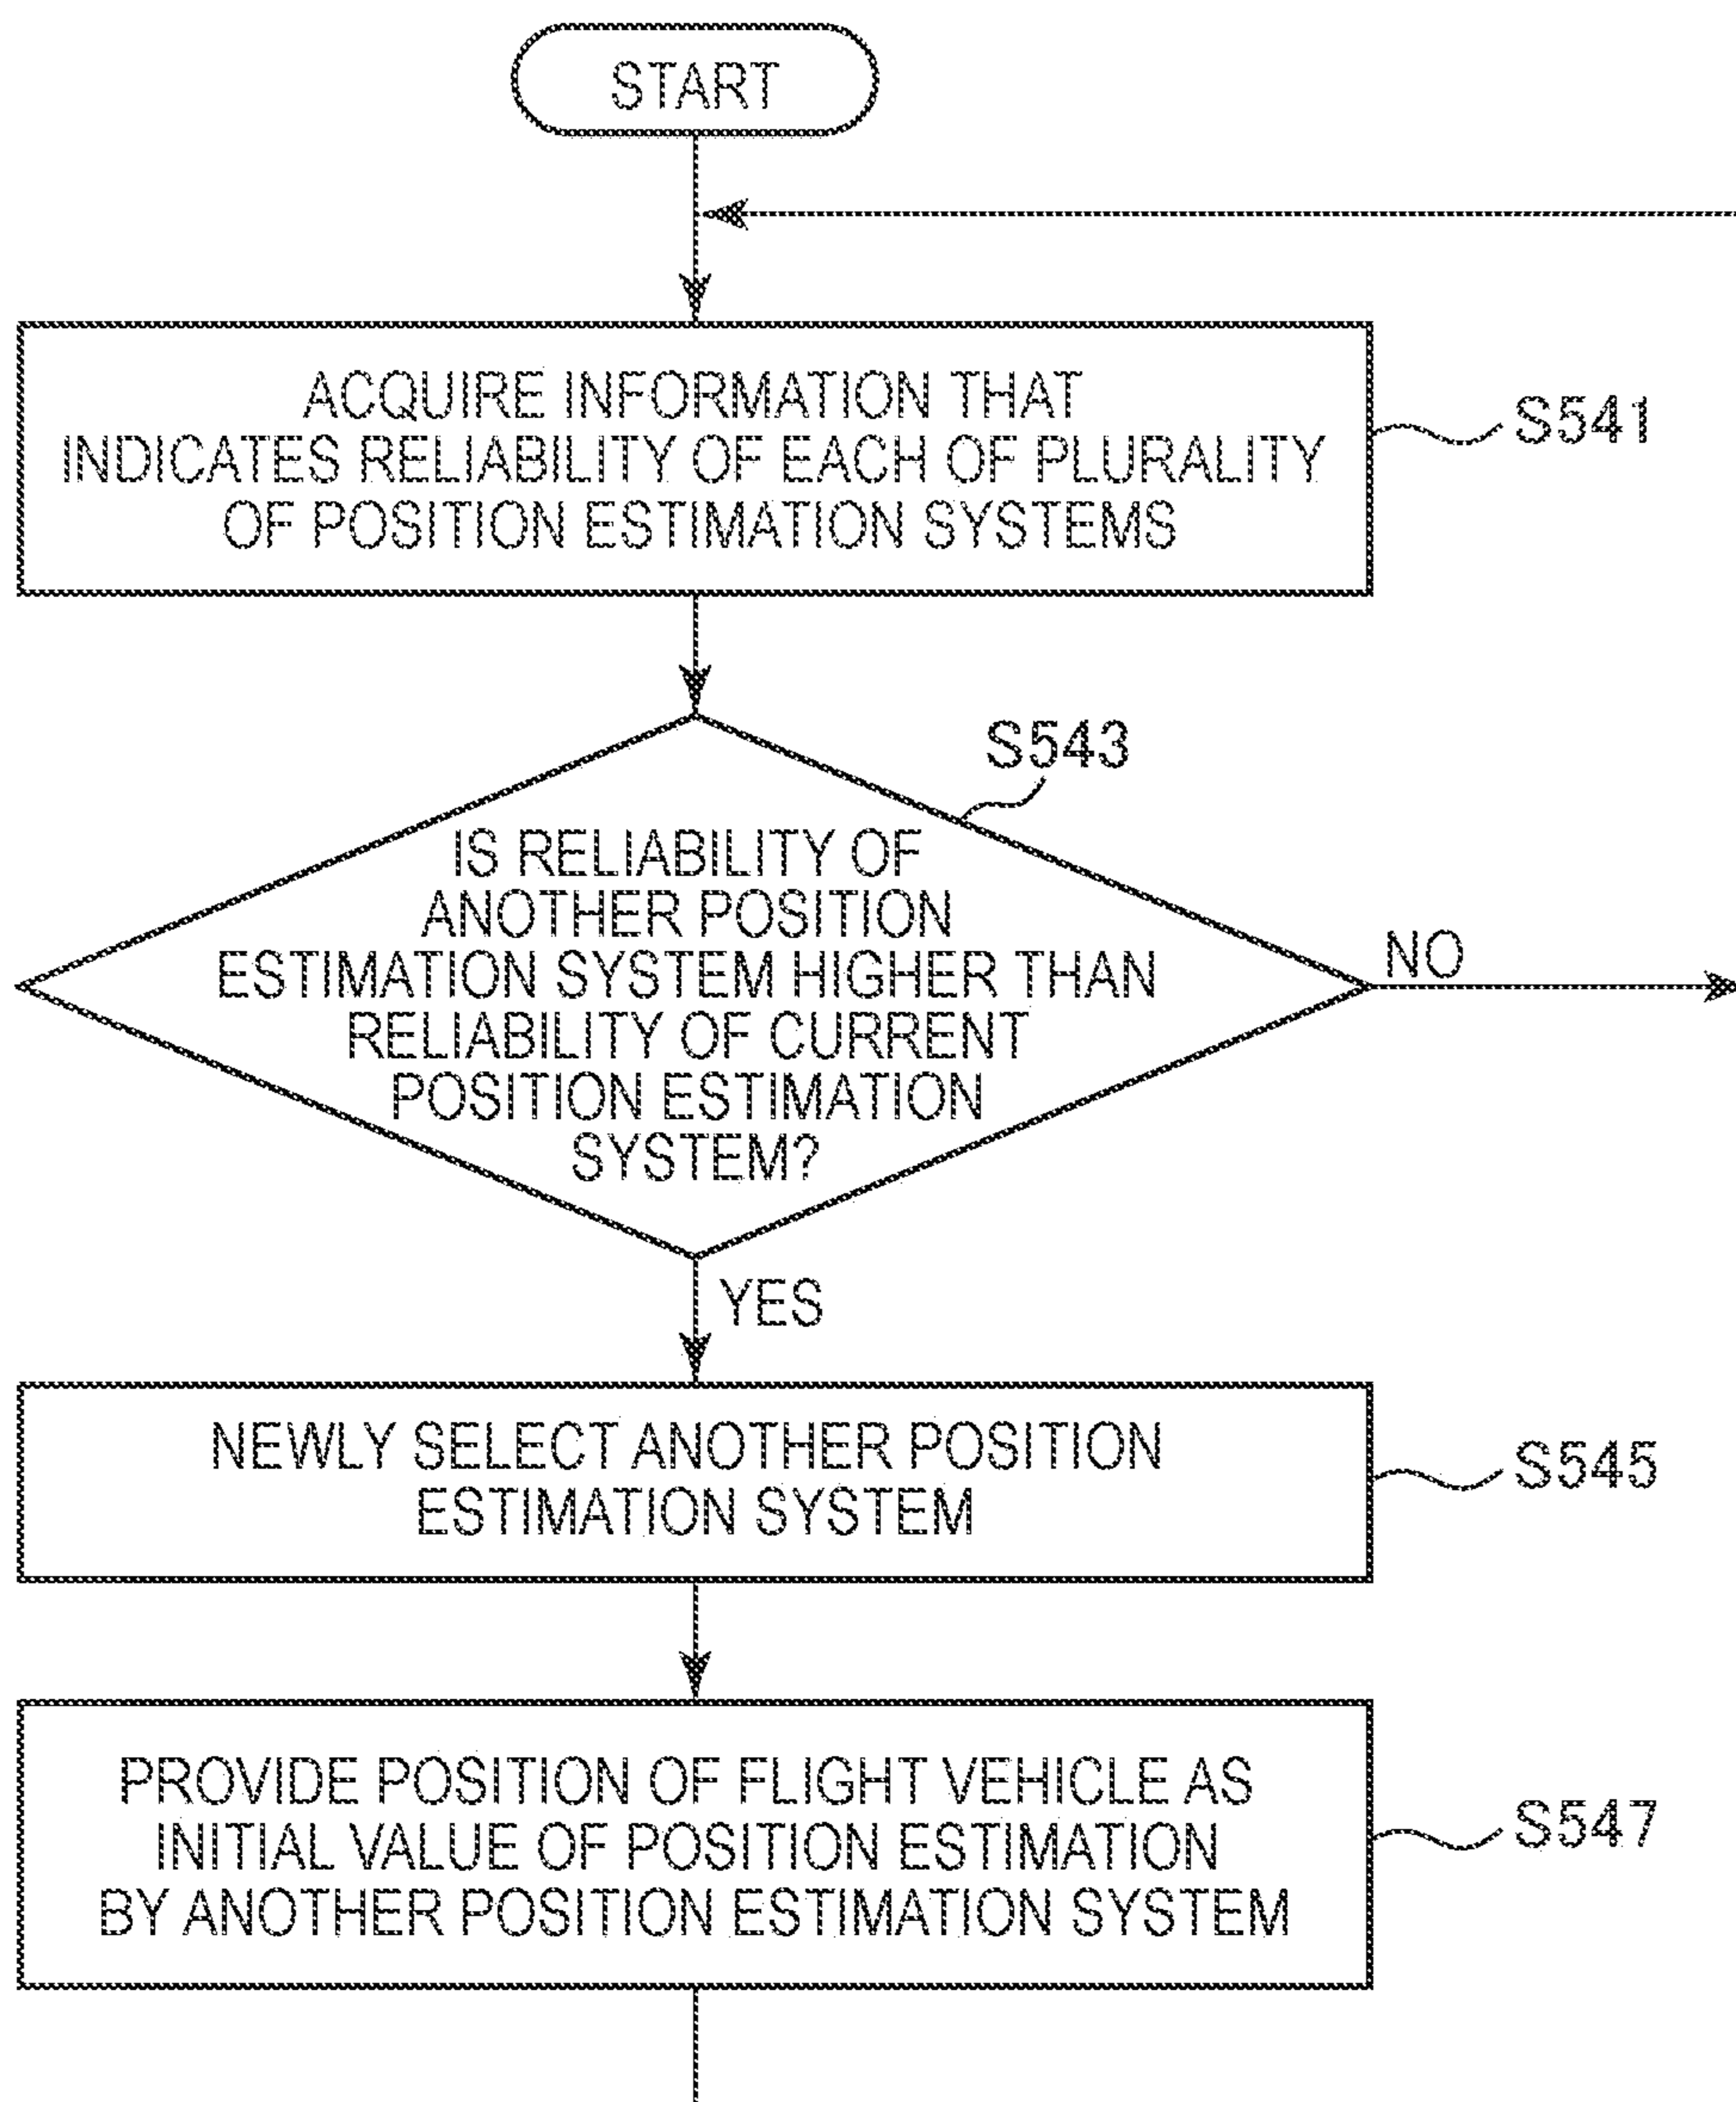 START
ACQUIRE INFORMATION THAT
INDICATES RELIABILITY OF EACH OF PLURALITY
OF POSITION ESTIMATION SYSTEMS
S541
S543
IS RELIABILITY OF
ANOTHER POSITION
ESTIMATION SYSTEM HIGHER THAN
RELIABILITY OF CURRENT
POSITION ESTIMATION
SYSTEM?
NO
YES
NEWLY SELECT ANOTHER POSITION
ESTIMATION SYSTEM
S545
PROVIDE POSITION OF FLIGHT VEHICLE AS
INITIAL VALUE OF POSITION ESTIMATION
BY ANOTHER POSITION ESTIMATION SYSTEM
S547